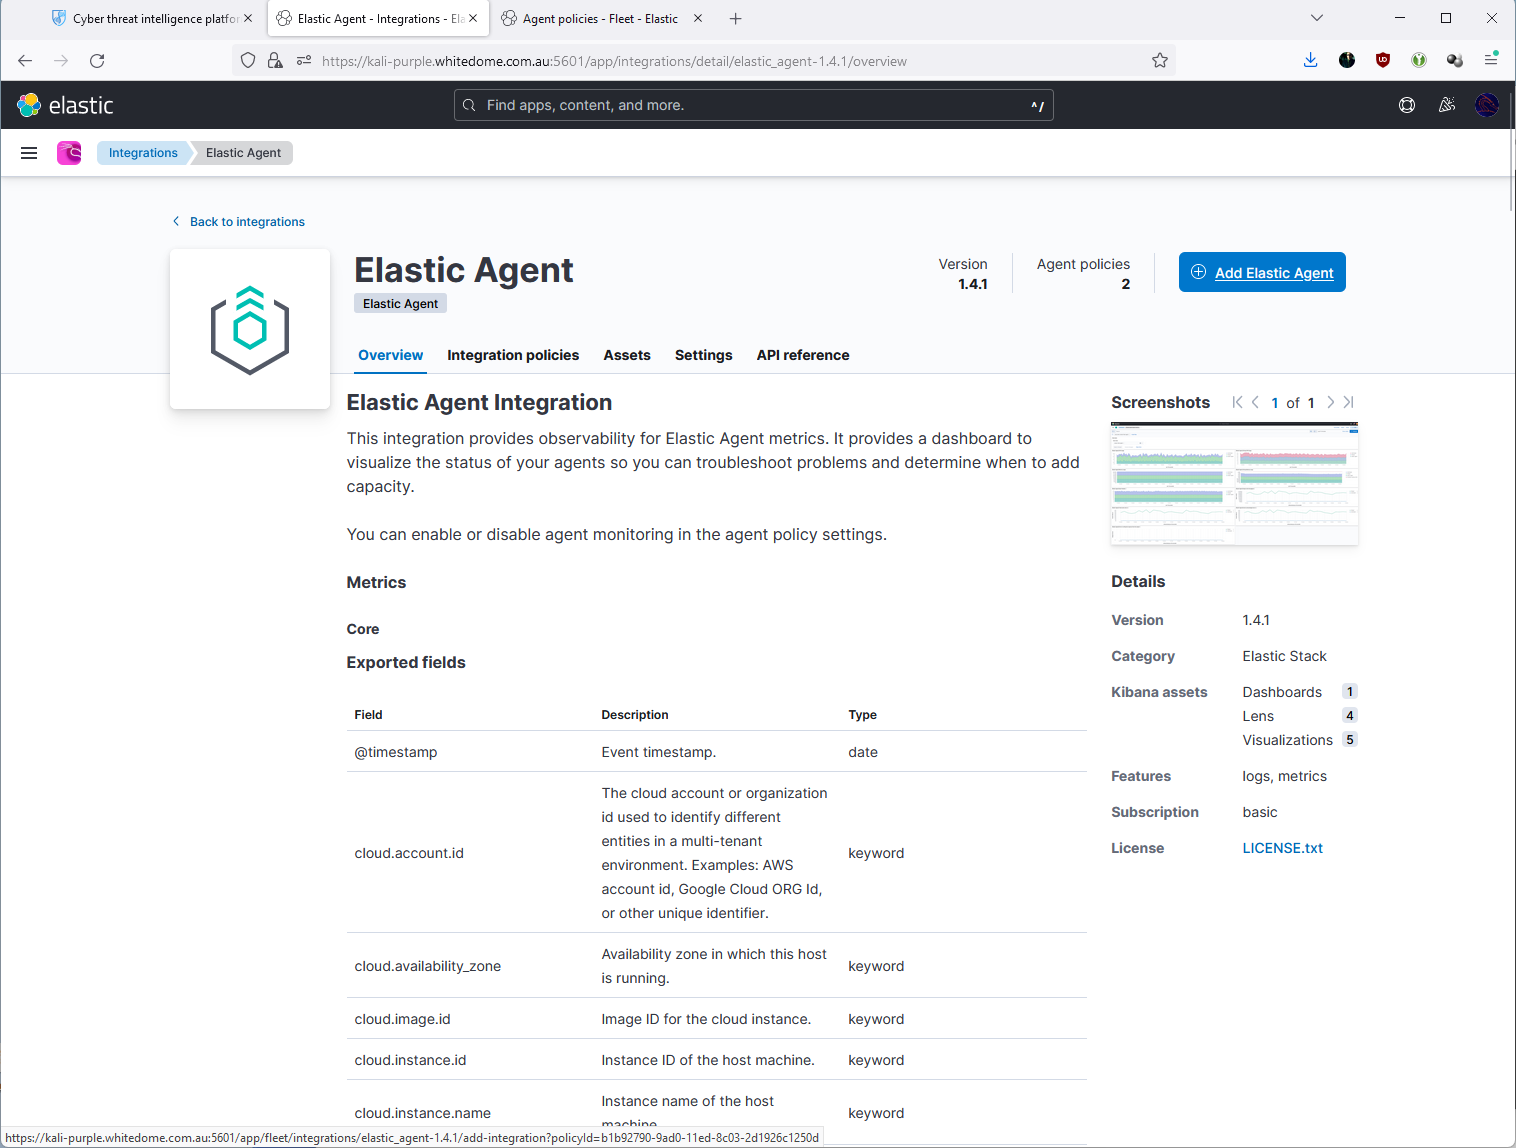 Cyber threat intelligence platfo
Elastic Agent - Integrations - Ela
Agent policies - Fleet - Elastic
https://kali-purple.whitedome.com.au:5601/app/integrations/detail/elastic_agent-1.4.1/overview
elastic
Find apps, content, and more.
^/
Integrations
Elastic Agent
Back to integrations
Elastic Agent
Elastic Agent
Version
1.4.1
Agent policies
2
Add Elastic Agent
Overview
Integration policies
Assets
Settings
API reference
Elastic Agent Integration
This integration provides observability for Elastic Agent metrics. It provides a dashboard to
visualize the status of your agents so you can troubleshoot problems and determine when to add
capacity.
You can enable or disable agent monitoring in the agent policy settings.
Metrics
Core
Exported fields
Field Description Type
@timestamp Event timestamp. date
The cloud account or organization
id used to identify different
entities in a multi-tenant
cloud.account.id environment. Examples: AWS keyword
account id, Google Cloud ORG Id,
or other unique identifier.
Availability zone in which this host
cloud.availability_zone is running. keyword
cloud.image.id Image ID for the cloud instance. keyword
cloud.instance.id Instance ID of the host machine. keyword
Instance name of the host
cloud.instance.name machine. keyword
Screenshots
1 of 1
Details
Version 1.4.1
Category Elastic Stack
Kibana assets Dashboards 1
Lens 4
Visualizations 5
Features logs, metrics
Subscription basic
License LICENSE.txt
https://kali-purple.whitedome.com.au:5601/app/fleet/integrations/elastic_agent-1.4.1/add-integration?policyId=b1b92790-9ad0-11ed-8c03-2d1926c1250d